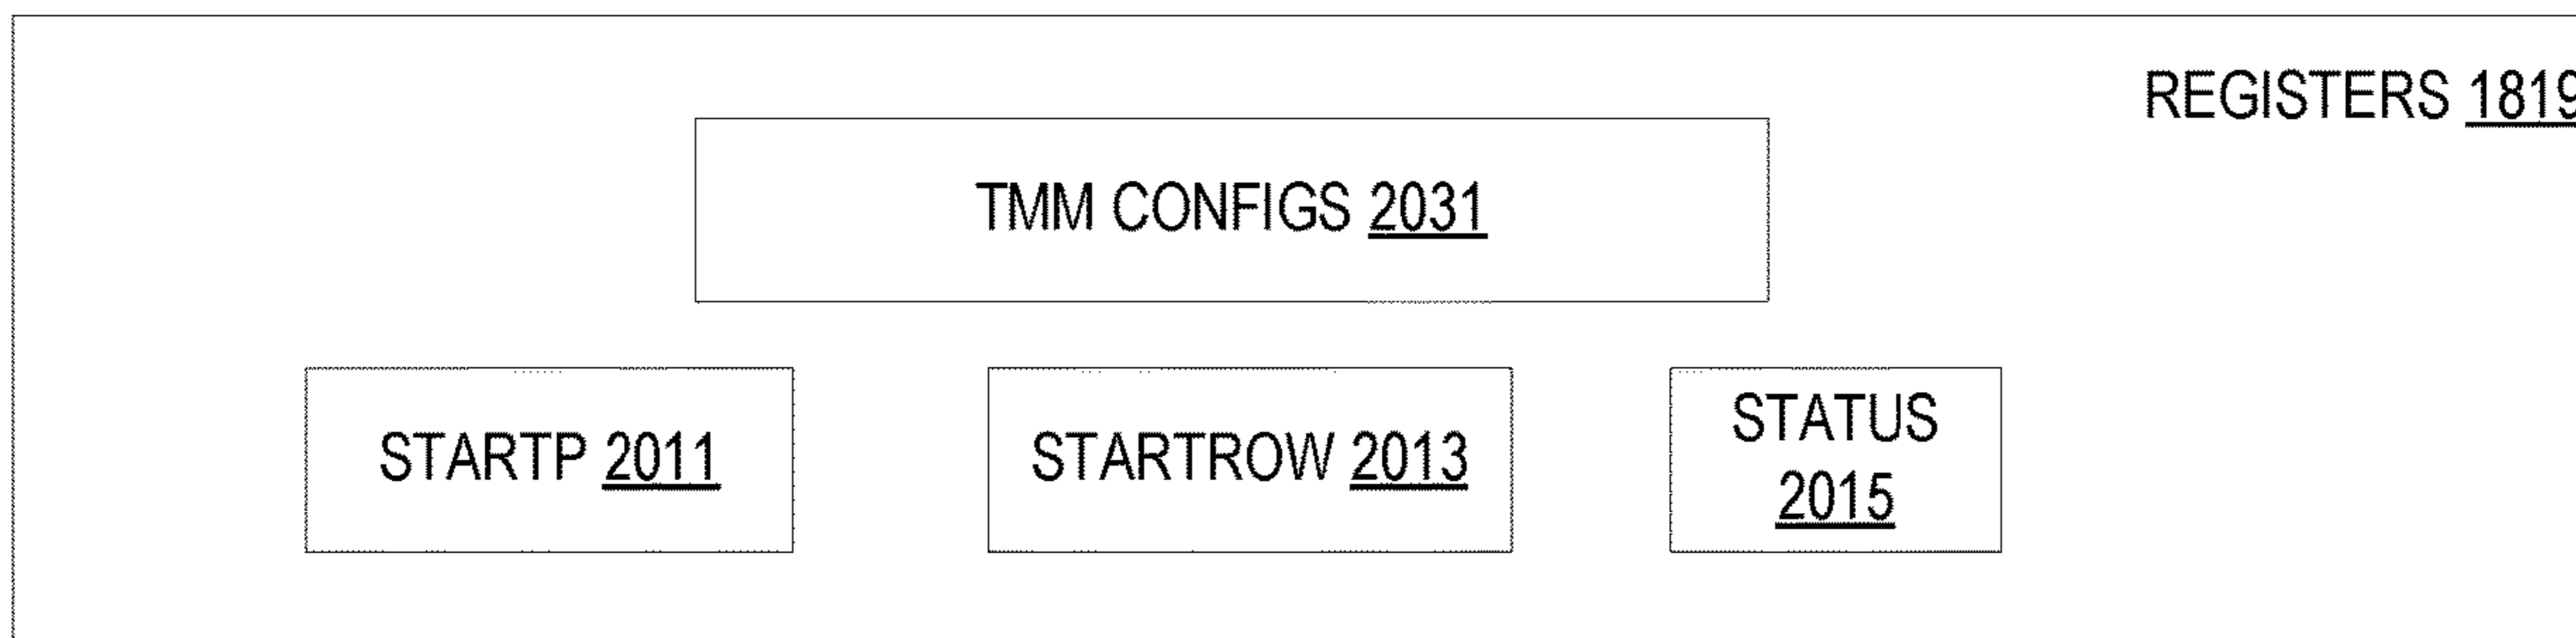 REGISTERS 1819
TMM CONFIGS 2031
STARTP 2011
STARTROW 2013
STATUS
2015